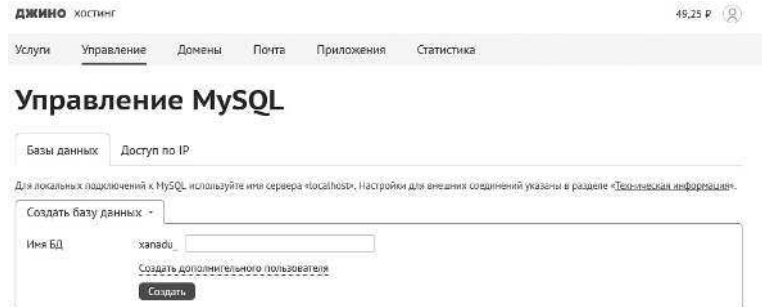 ДЖИНО хостинг 49,25 ₽
Услуги Управление Домены Почта Приложения Статистика
Управление MySQL
Базы данных Доступ по IP
Для локальных подключений к MySQL используйте имя сервера «localhost». Настройки для внешних соединений указаны в разделе «Техническая информация».
Создать базу данных
Имя БД xanadu_
Создать дополнительного пользователя
Создать